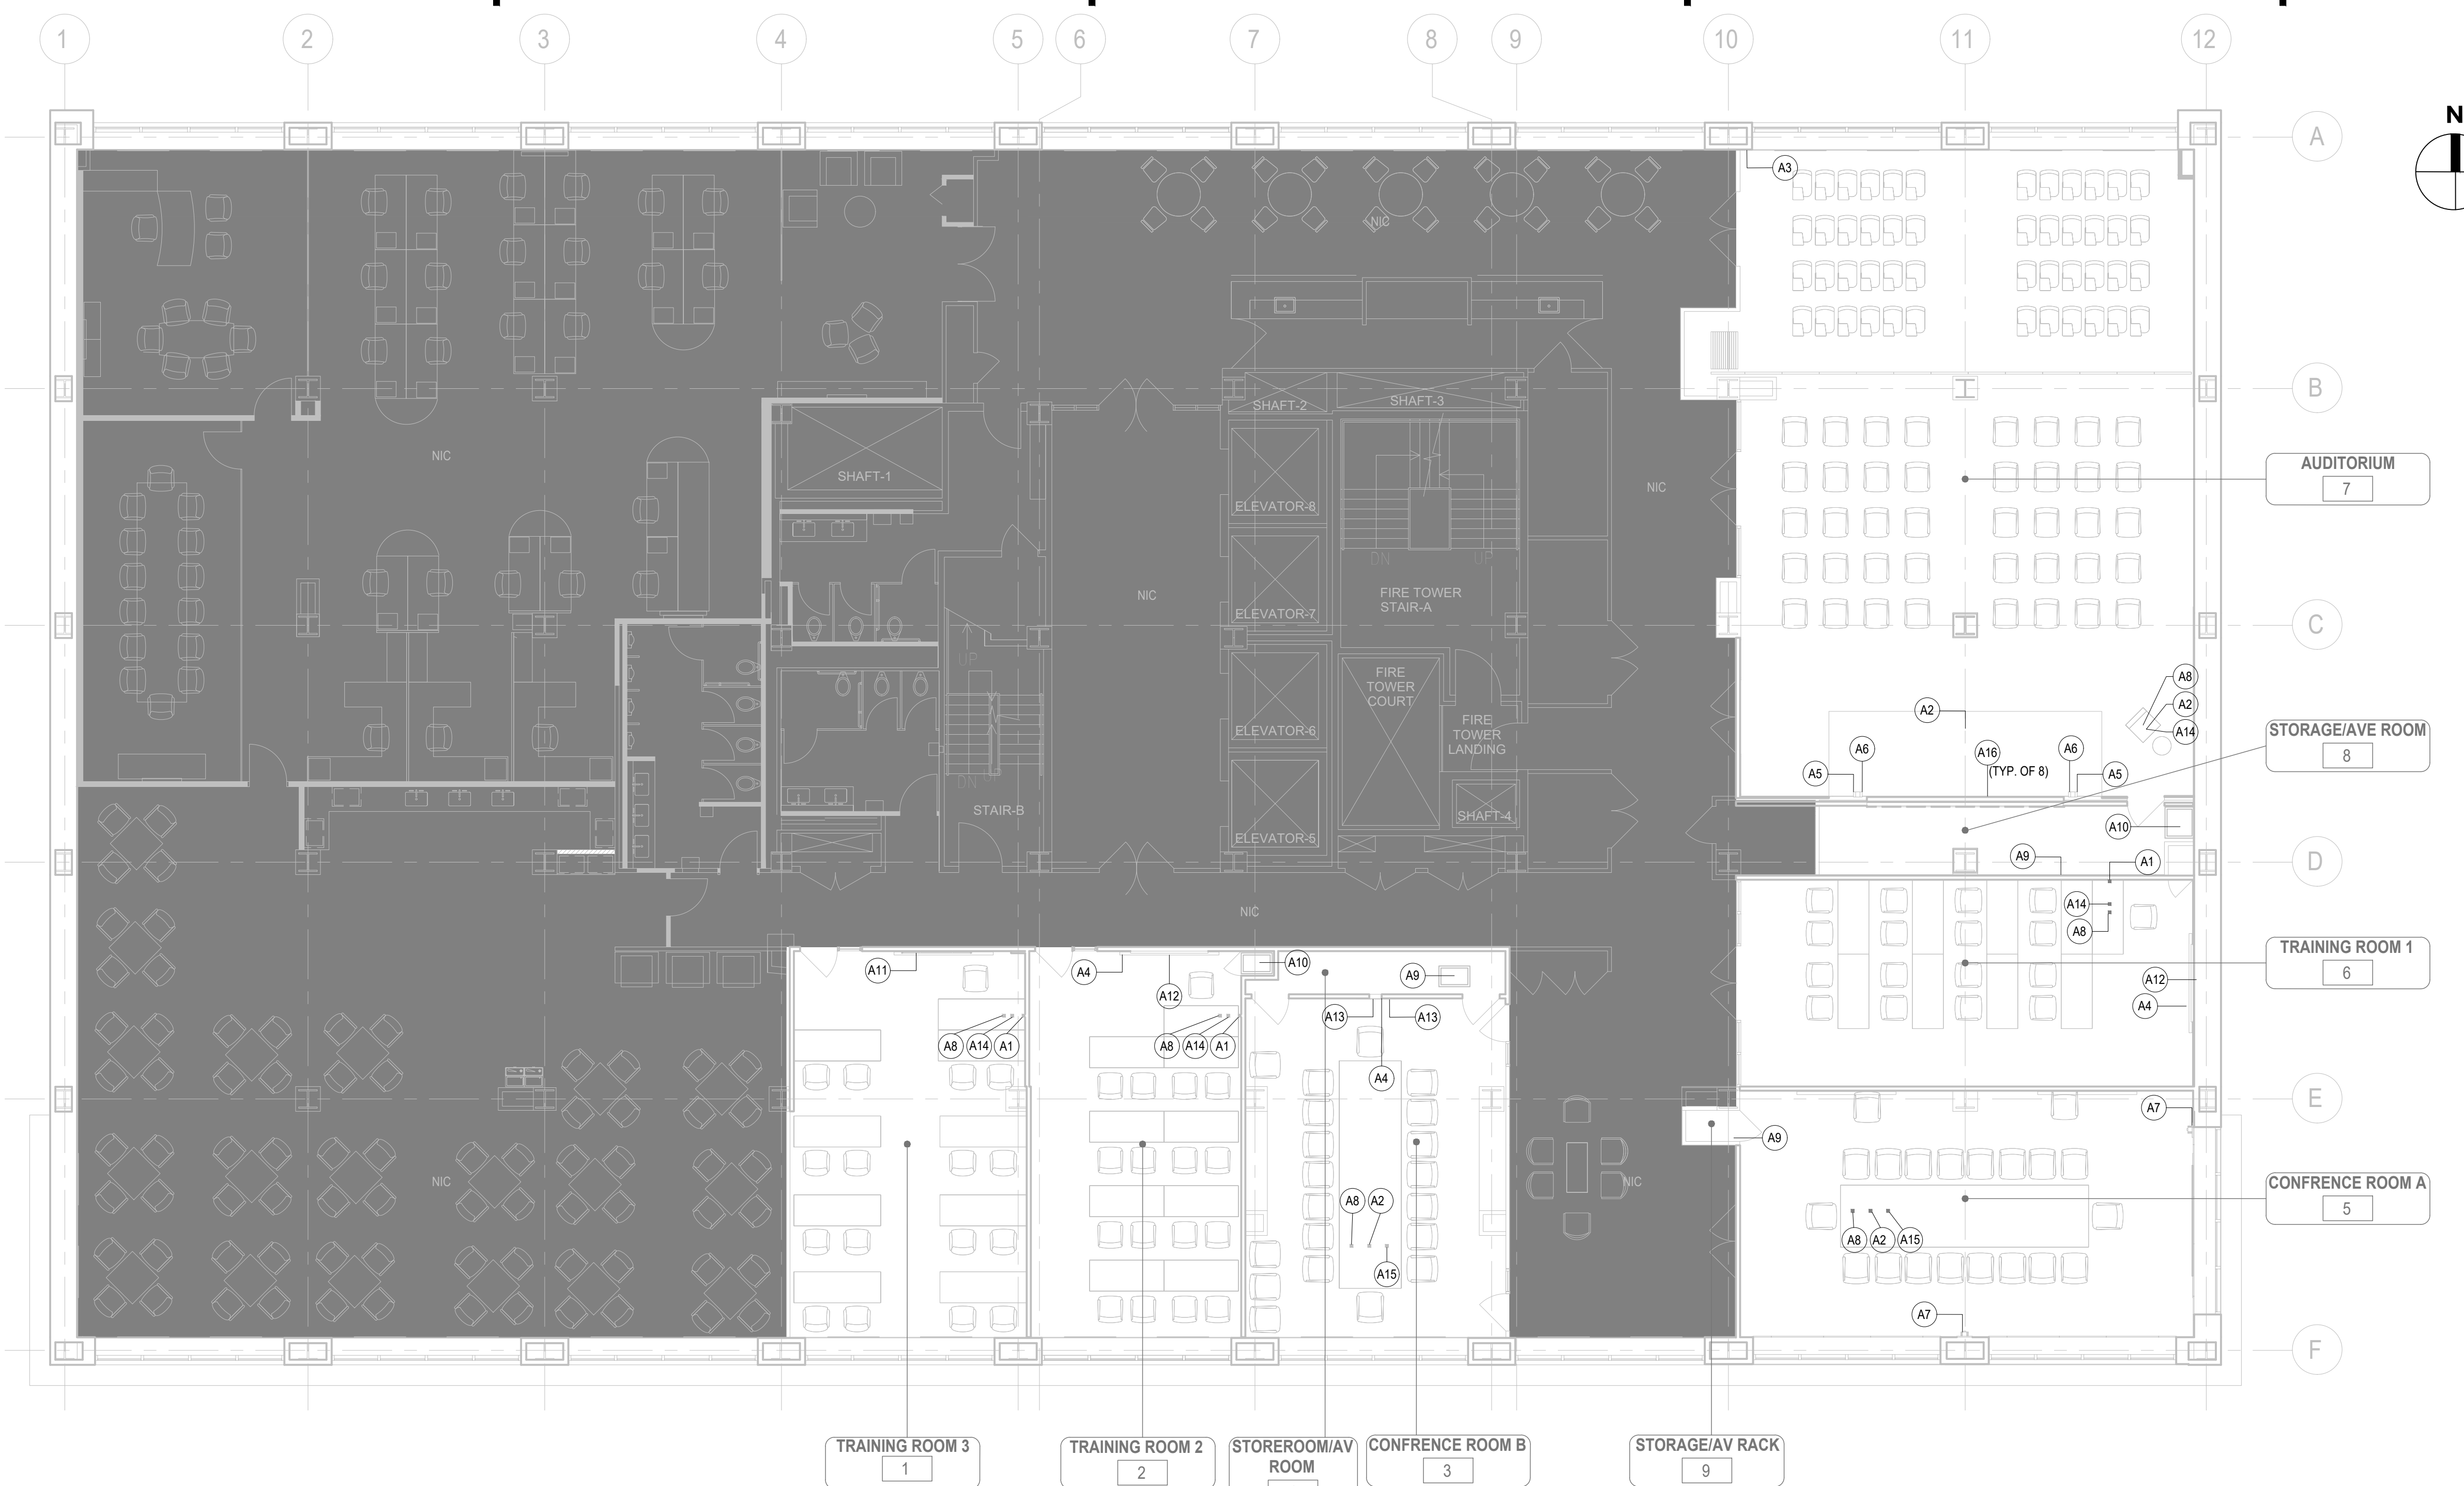 1 2 3 4 5 6 7 8 9 10 11 12
N
A
A3
NIC
B
SHAFT-2
SHAFT-3
NIC
SHAFT-1
AUDITORIUM
7
NIC
ELEVATOR-8
DN
UP
NIC
FIRE TOWER
STAIR-A
ELEVATOR-7
C
UP
FIRE
TOWER
COURT
A8
A2
A2
A14
FIRE
TOWER
LANDING
ELEVATOR-6
STORAGE/AVE ROOM
8
A6
A16
(TYP. OF 8)
A6
A5
A5
DN
UP
STAIR-B
SHAFT-4
ELEVATOR-5
A10
A9
A1
D
NIC
A14
A8
TRAINING ROOM 1
6
A11
A4
A10
A9
A12
A12
A4
A13
A13
A8 A14 A1
A8 A14 A1
A4
E
A7
A9
NIC
NIC
CONFRENCE ROOM A
5
A8 A2
A8 A2 A15
A15
A7
F
TRAINING ROOM 3
1
TRAINING ROOM 2
2
STOREROOM/AV
ROOM
CONFRENCE ROOM B
3
STORAGE/AV RACK
9